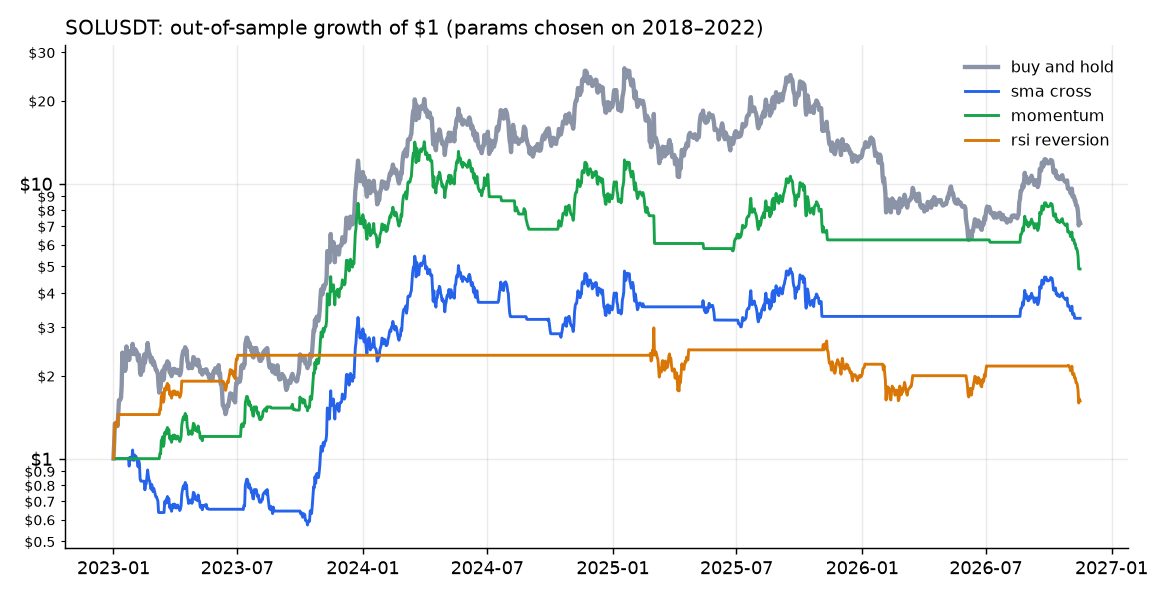 SOLUSDT: out-of-sample growth of $1 (params chosen on 2018–2022)
$30
$20
$10
$9
$8
$7
$6
$5
$4
$3
$2
$1
$0.9
$0.8
$0.7
$0.6
$0.5
buy and hold
sma cross
momentum
rsi reversion
2023-01 2023-07 2024-01 2024-07 2025-01 2025-07 2026-01 2026-07 2027-01